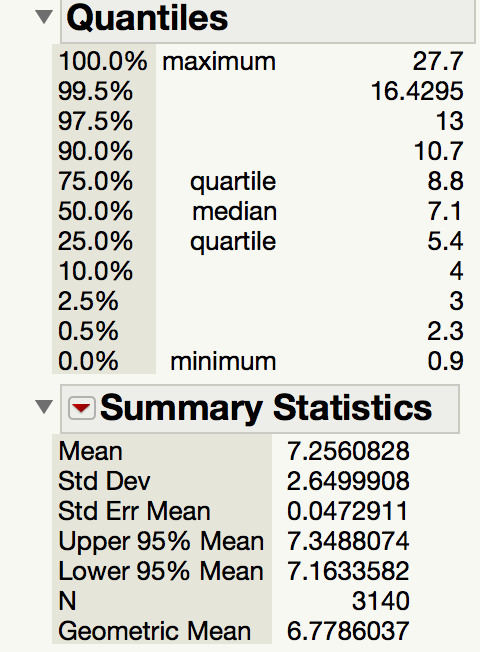 Quantiles
100.0% maximum 27.7
99.5% 16.4295
97.5% 13
90.0% 10.7
75.0% quartile 8.8
50.0% median 7.1
25.0% quartile 5.4
10.0% 4
2.5% 3
0.5% 2.3
0.0% minimum 0.9
Summary Statistics
Mean 7.2560828
Std Dev 2.6499908
Std Err Mean 0.0472911
Upper 95% Mean 7.3488074
Lower 95% Mean 7.1633582
N 3140
Geometric Mean 6.7786037